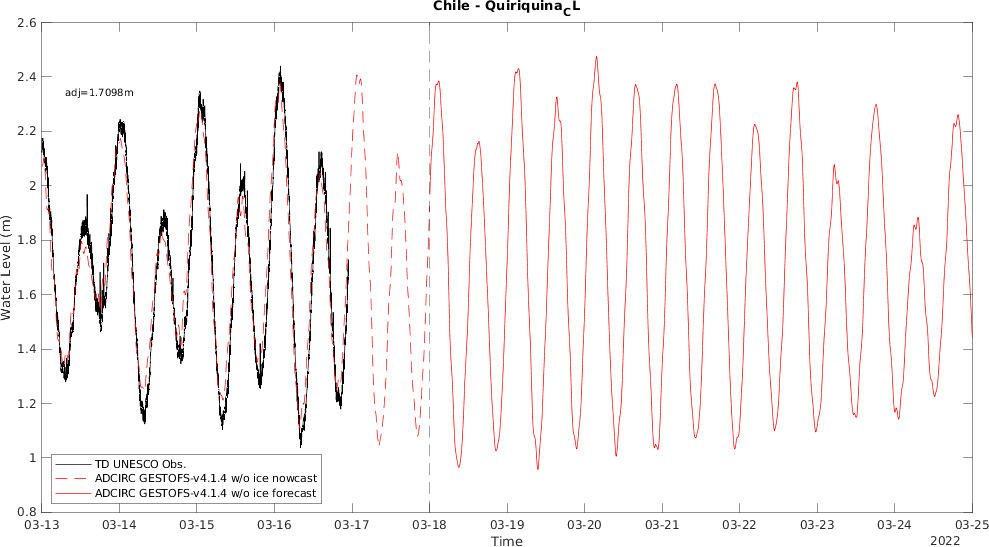 Chile - Quiriquina_CL
adj=1.7098m
Water Level (m)
2.6
2.4
2.2
2
1.8
1.6
1.4
1.2
1
0.8
TD UNESCO Obs.
ADCIRC GESTOFS-v4.1.4 w/o ice nowcast
ADCIRC GESTOFS-v4.1.4 w/o ice forecast
03-13 03-14 03-15 03-16 03-17 03-18 03-19 03-20 03-21 03-22 03-23 03-24 03-25
Time
2022